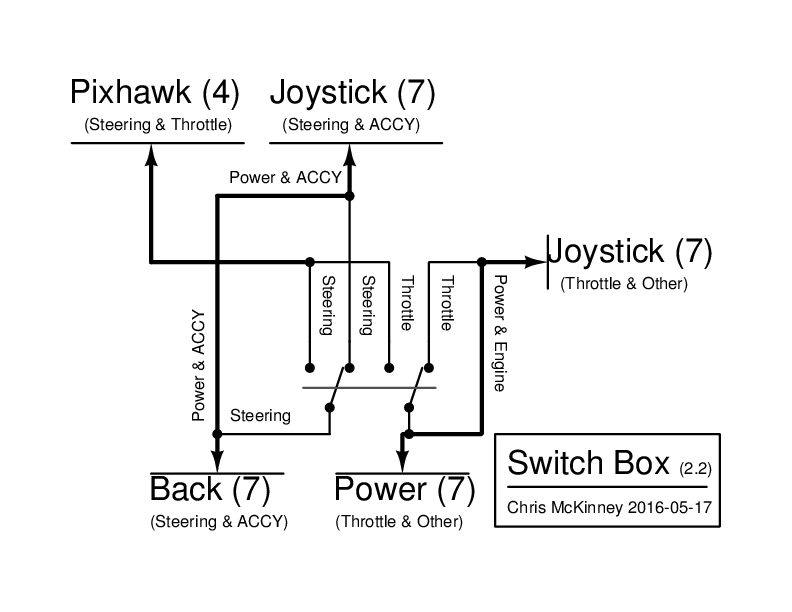 Pixhawk (4)
(Steering & Throttle)
Joystick (7)
(Steering & ACCY)
Power & ACCY
Joystick (7)
(Throttle & Other)
Steering
Steering
Throttle
Throttle
Power & Engine
Power & ACCY
Steering
Back (7)
(Steering & ACCY)
Power (7)
(Throttle & Other)
Switch Box (2.2)
Chris McKinney 2016-05-17